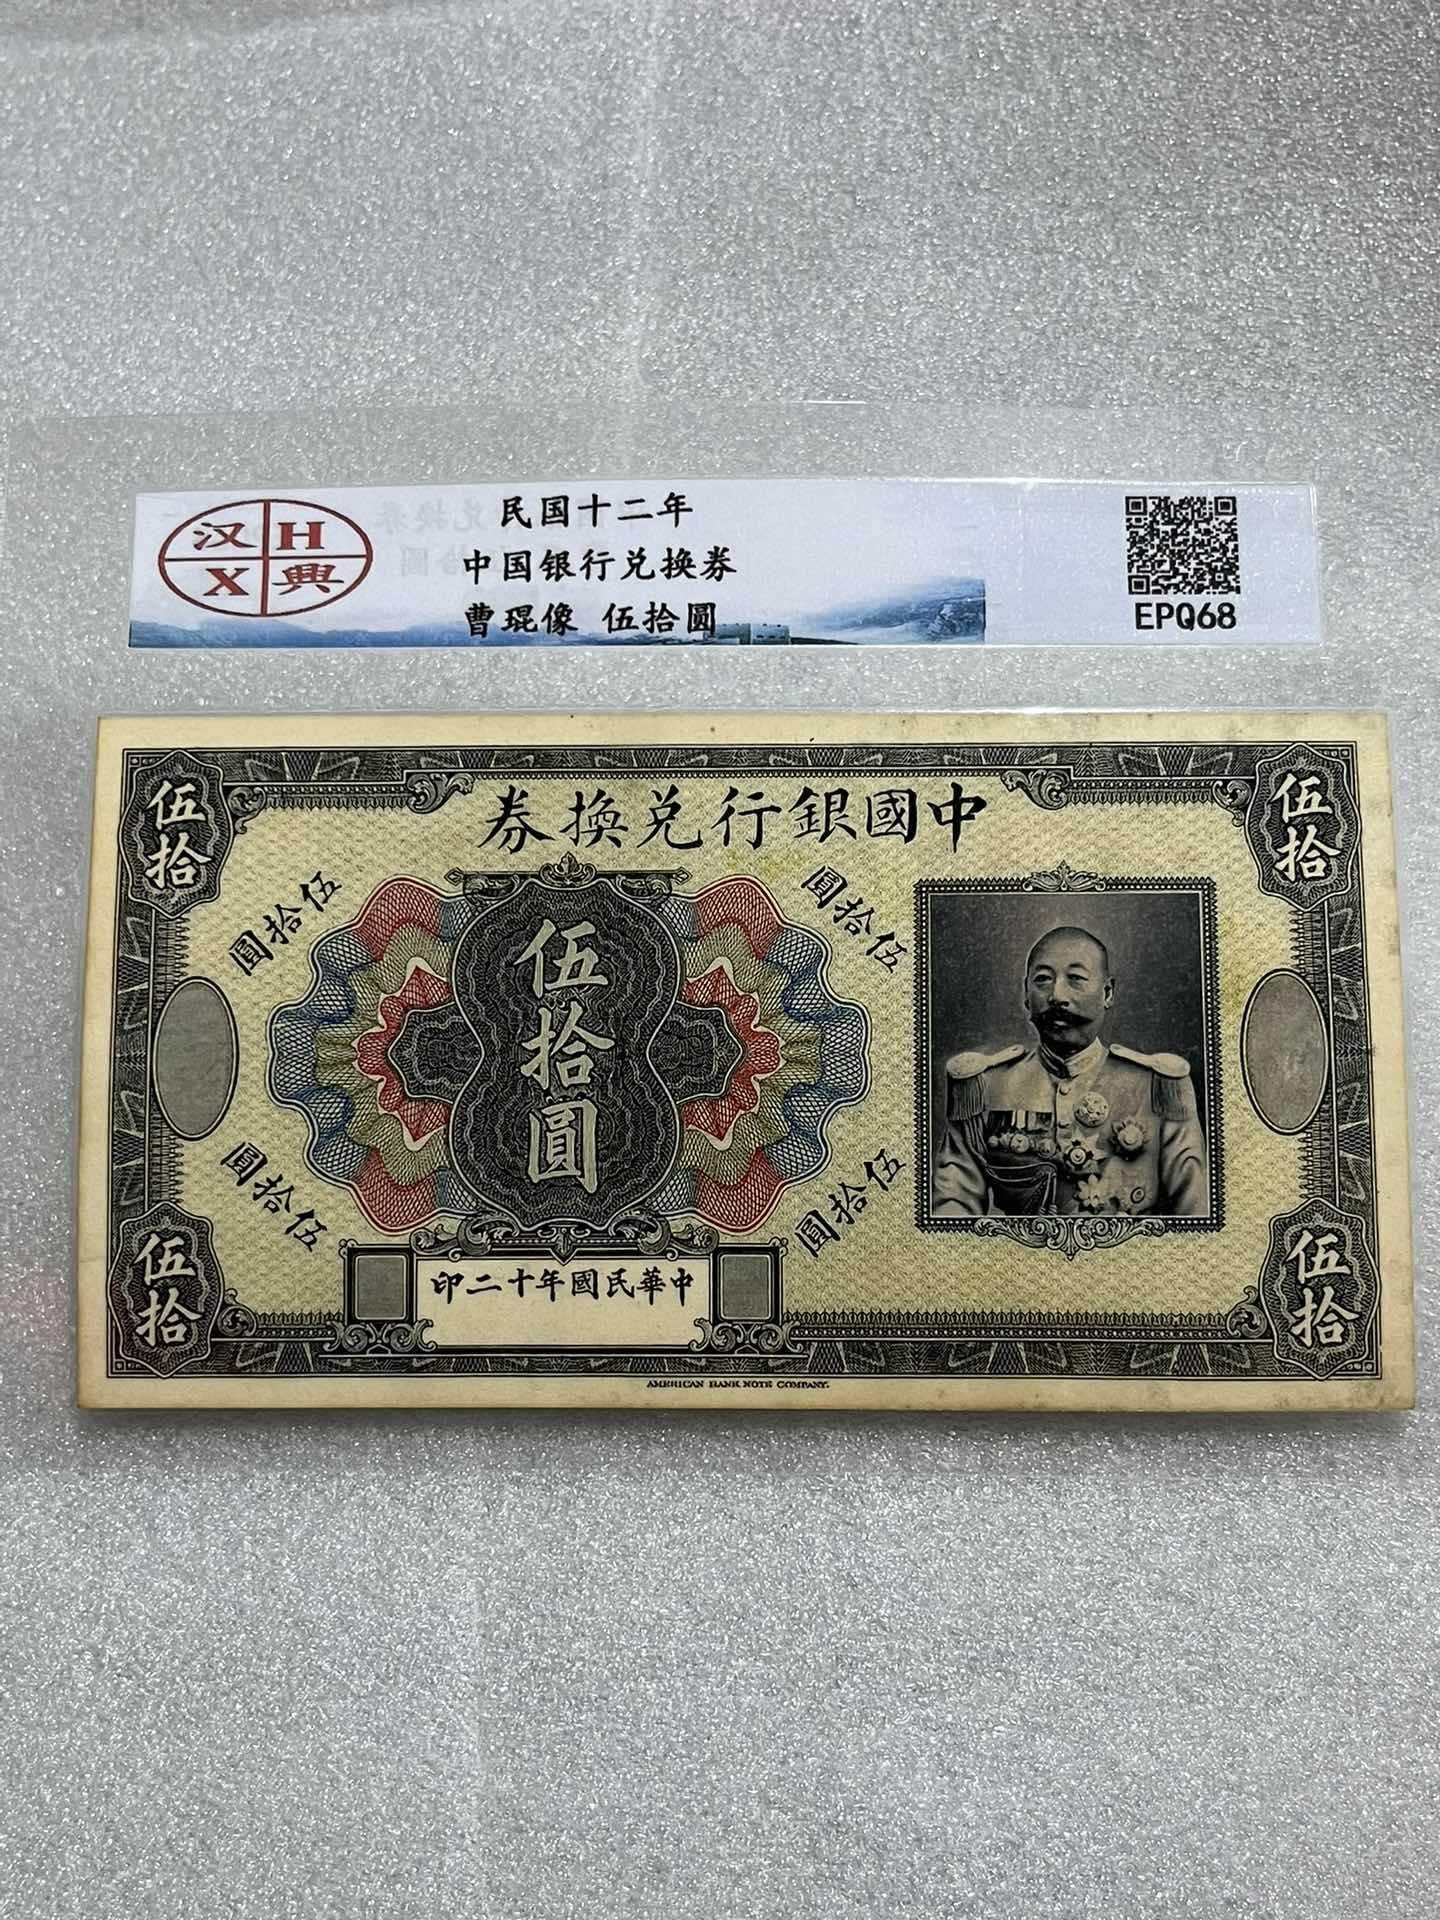 汉 H
X 興
民国十二年
中国银行兑换券
曹琨像 伍拾圆
EPQ68
中國銀行兌換券
伍拾
伍拾
伍拾圓
伍拾圓
伍拾圓
伍拾圓
伍拾圓
中華民國年十二印
伍拾
伍拾
AMERICAN BANK NOTE COMPANY.